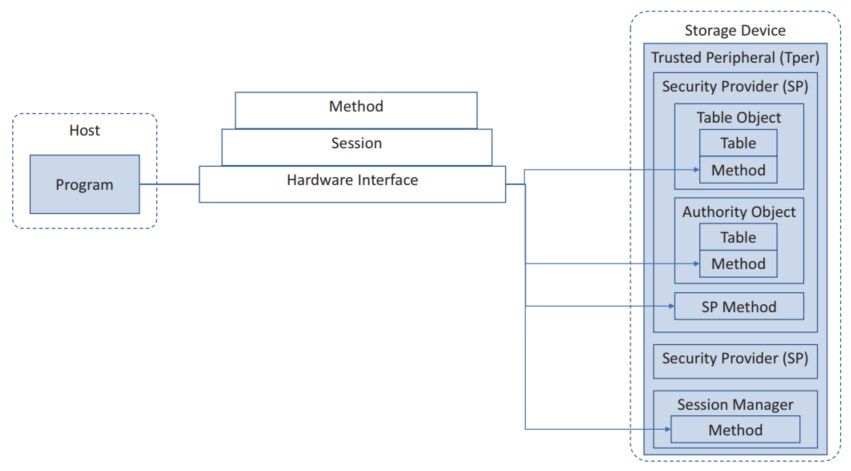 Host
Program
Method
Session
Hardware Interface
Storage Device
Trusted Peripheral (Tper)
Security Provider (SP)
Table Object
Table
Method
Authority Object
Table
Method
SP Method
Security Provider (SP)
Session Manager
Method